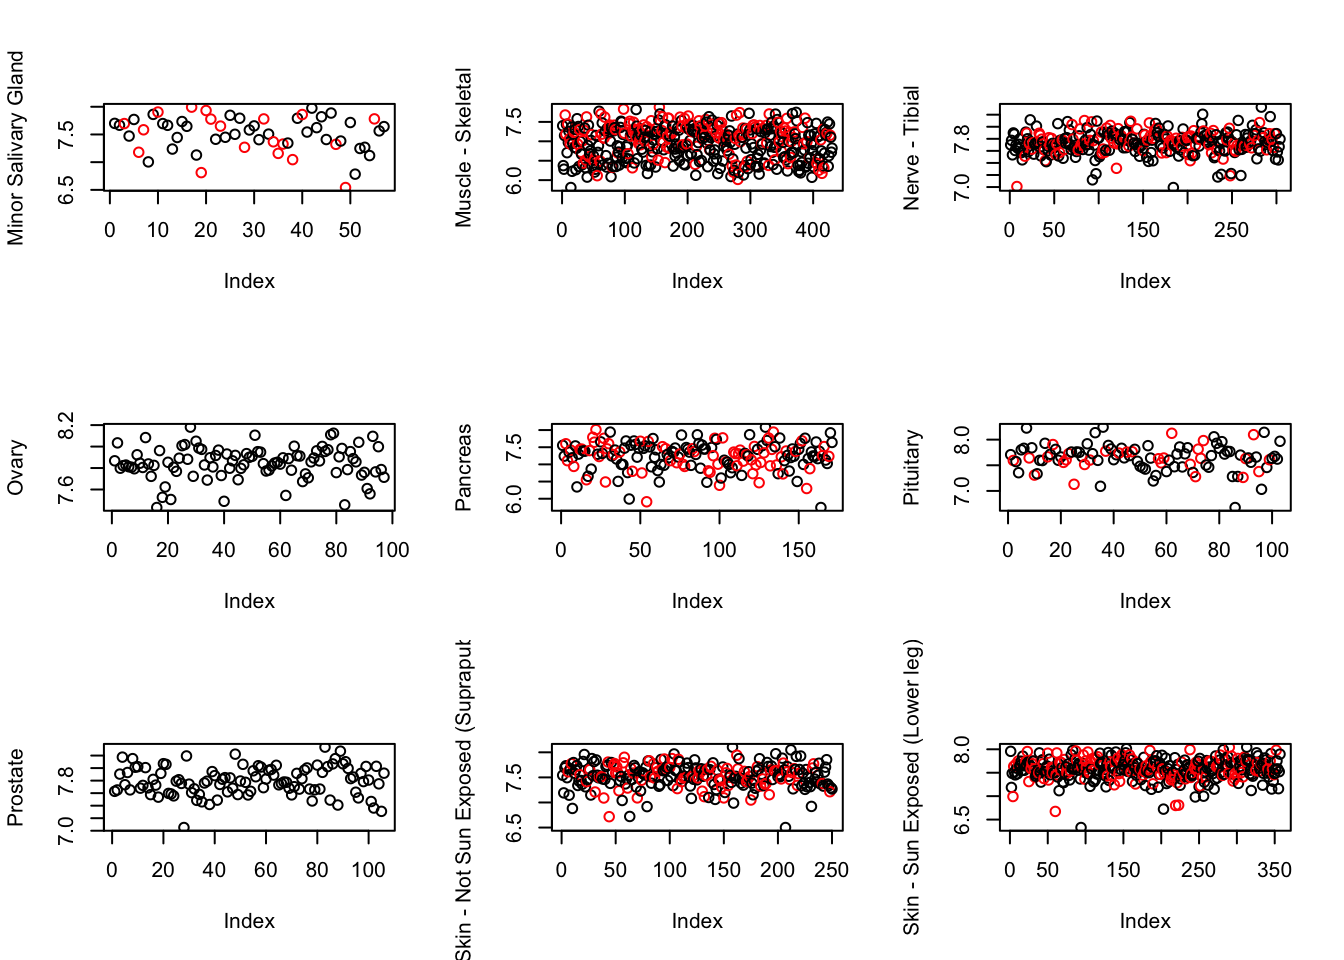 Minor Salivary Gland
6.5 7.5
0 10 20 30 40 50
Index
Muscle - Skeletal
6.0 7.5
0 100 200 300 400
Index
Nerve - Tibial
7.0 7.8
0 50 150 250
Index
Ovary
7.6 8.2
0 20 40 60 80 100
Index
Pancreas
6.0 7.5
0 50 100 150
Index
Pituitary
7.0 8.0
0 20 40 60 80 100
Index
Prostate
7.0 7.8
0 20 40 60 80 100
Index
Skin - Not Sun Exposed (Suprapub
6.5 7.5
0 50 100 150 200 250
Index
Skin - Sun Exposed (Lower leg)
6.5 8.0
0 50 150 250 350
Index